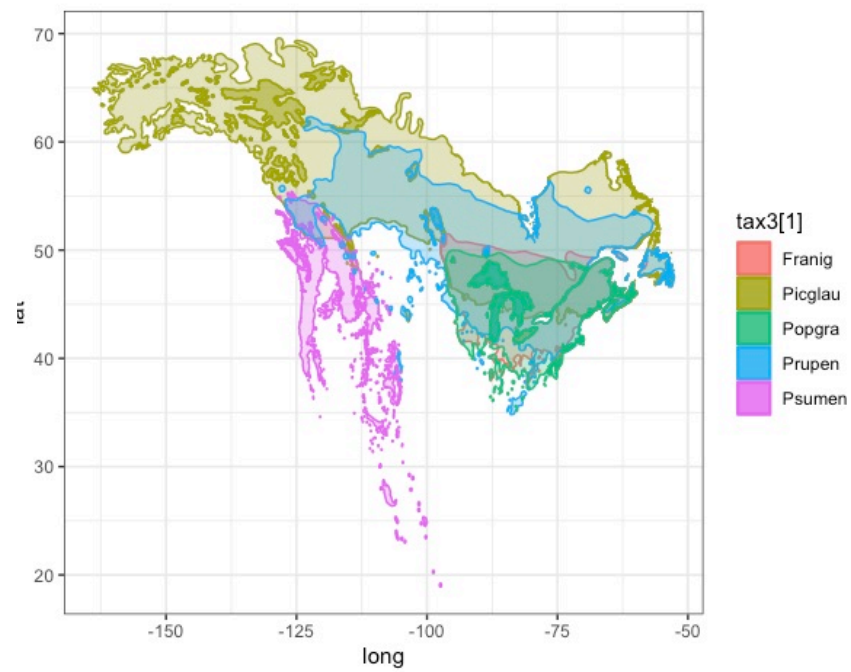 70
60
50
40
30
20
lat
-150
-125
-100
-75
-50
long
tax3[1]
Franig
Picglau
Popgra
Prupen
Psumen